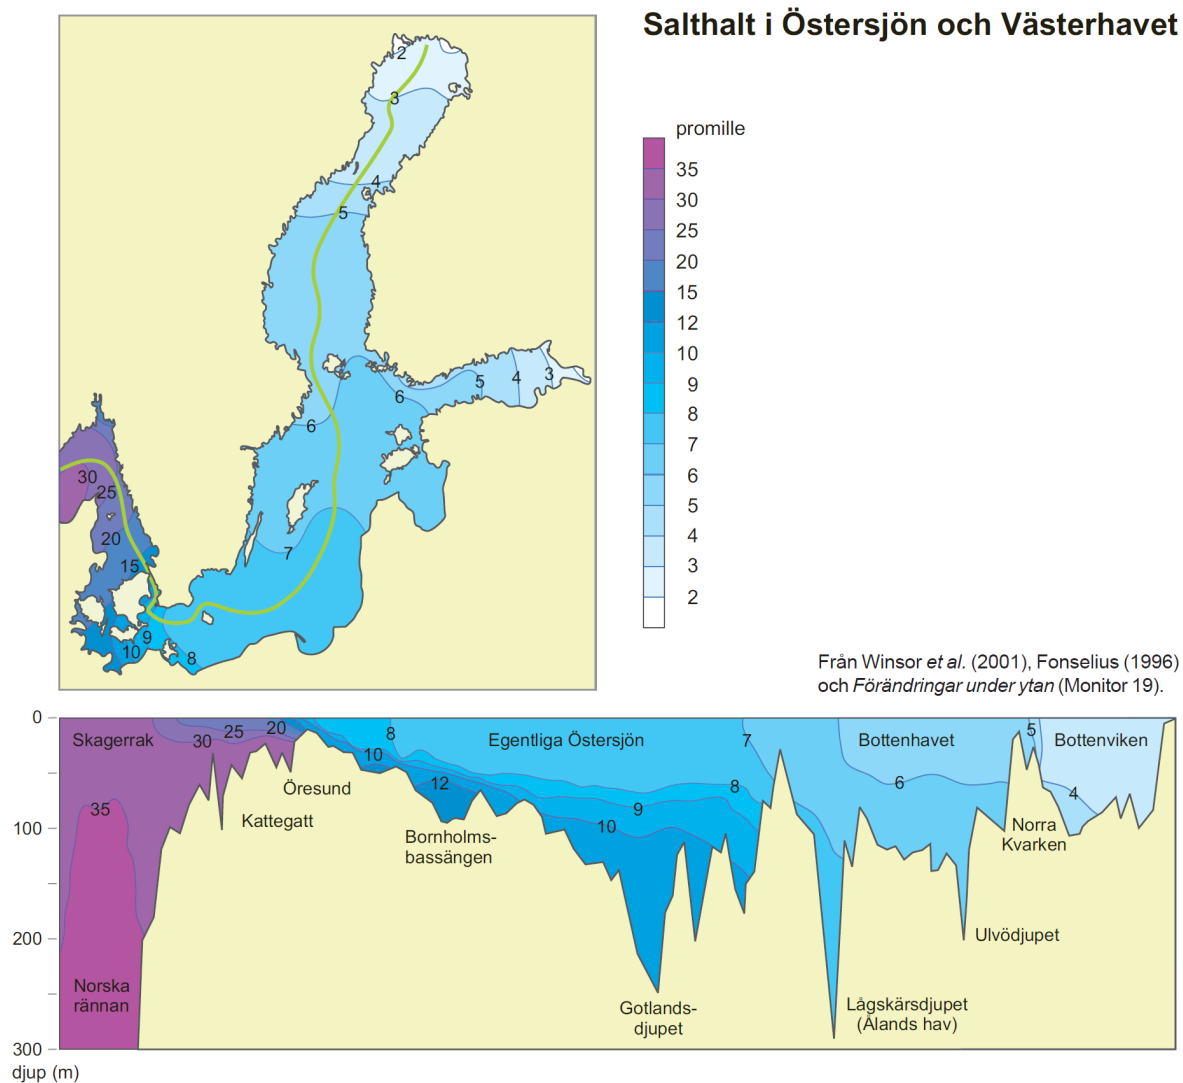 Salthalt i Östersjön och Västerhavet
promille
35
30
25
20
15
12
10
9
8
7
6
5
4
3
2
2
3
4
5
5
4
3
6
6
30
25
20
7
15
9
10
8
Från Winsor et al. (2001), Fonselius (1996)
och Förändringar under ytan (Monitor 19).
0
100
200
300
djup (m)
Skagerrak
30
25
20
35
Norska
rännan
Kattegatt
Öresund
8
10
12
Bornholms-
bassängen
Egentliga Östersjön
7
8
9
10
Gotlands-
djupet
Bottenhavet
6
5
Bottenviken
4
Norra
Kvarken
Ulvödjupet
Lågskärsdjupet
(Ålands hav)